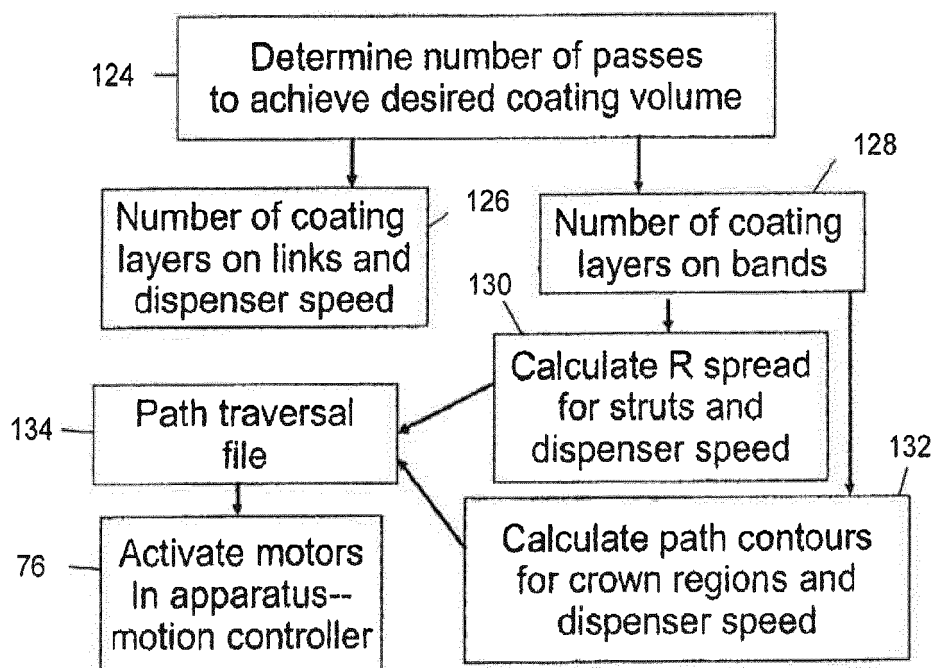 124
Determine number of passes
to achieve desired coating volume
128
Number of coating
layers on links and
dispenser speed
126
Number of coating
layers on bands
130
Calculate R spread
for struts and
dispenser speed
134
Path traversal
file
132
Calculate path contours
for crown regions and
dispenser speed
76
Activate motors
In apparatus--
motion controller